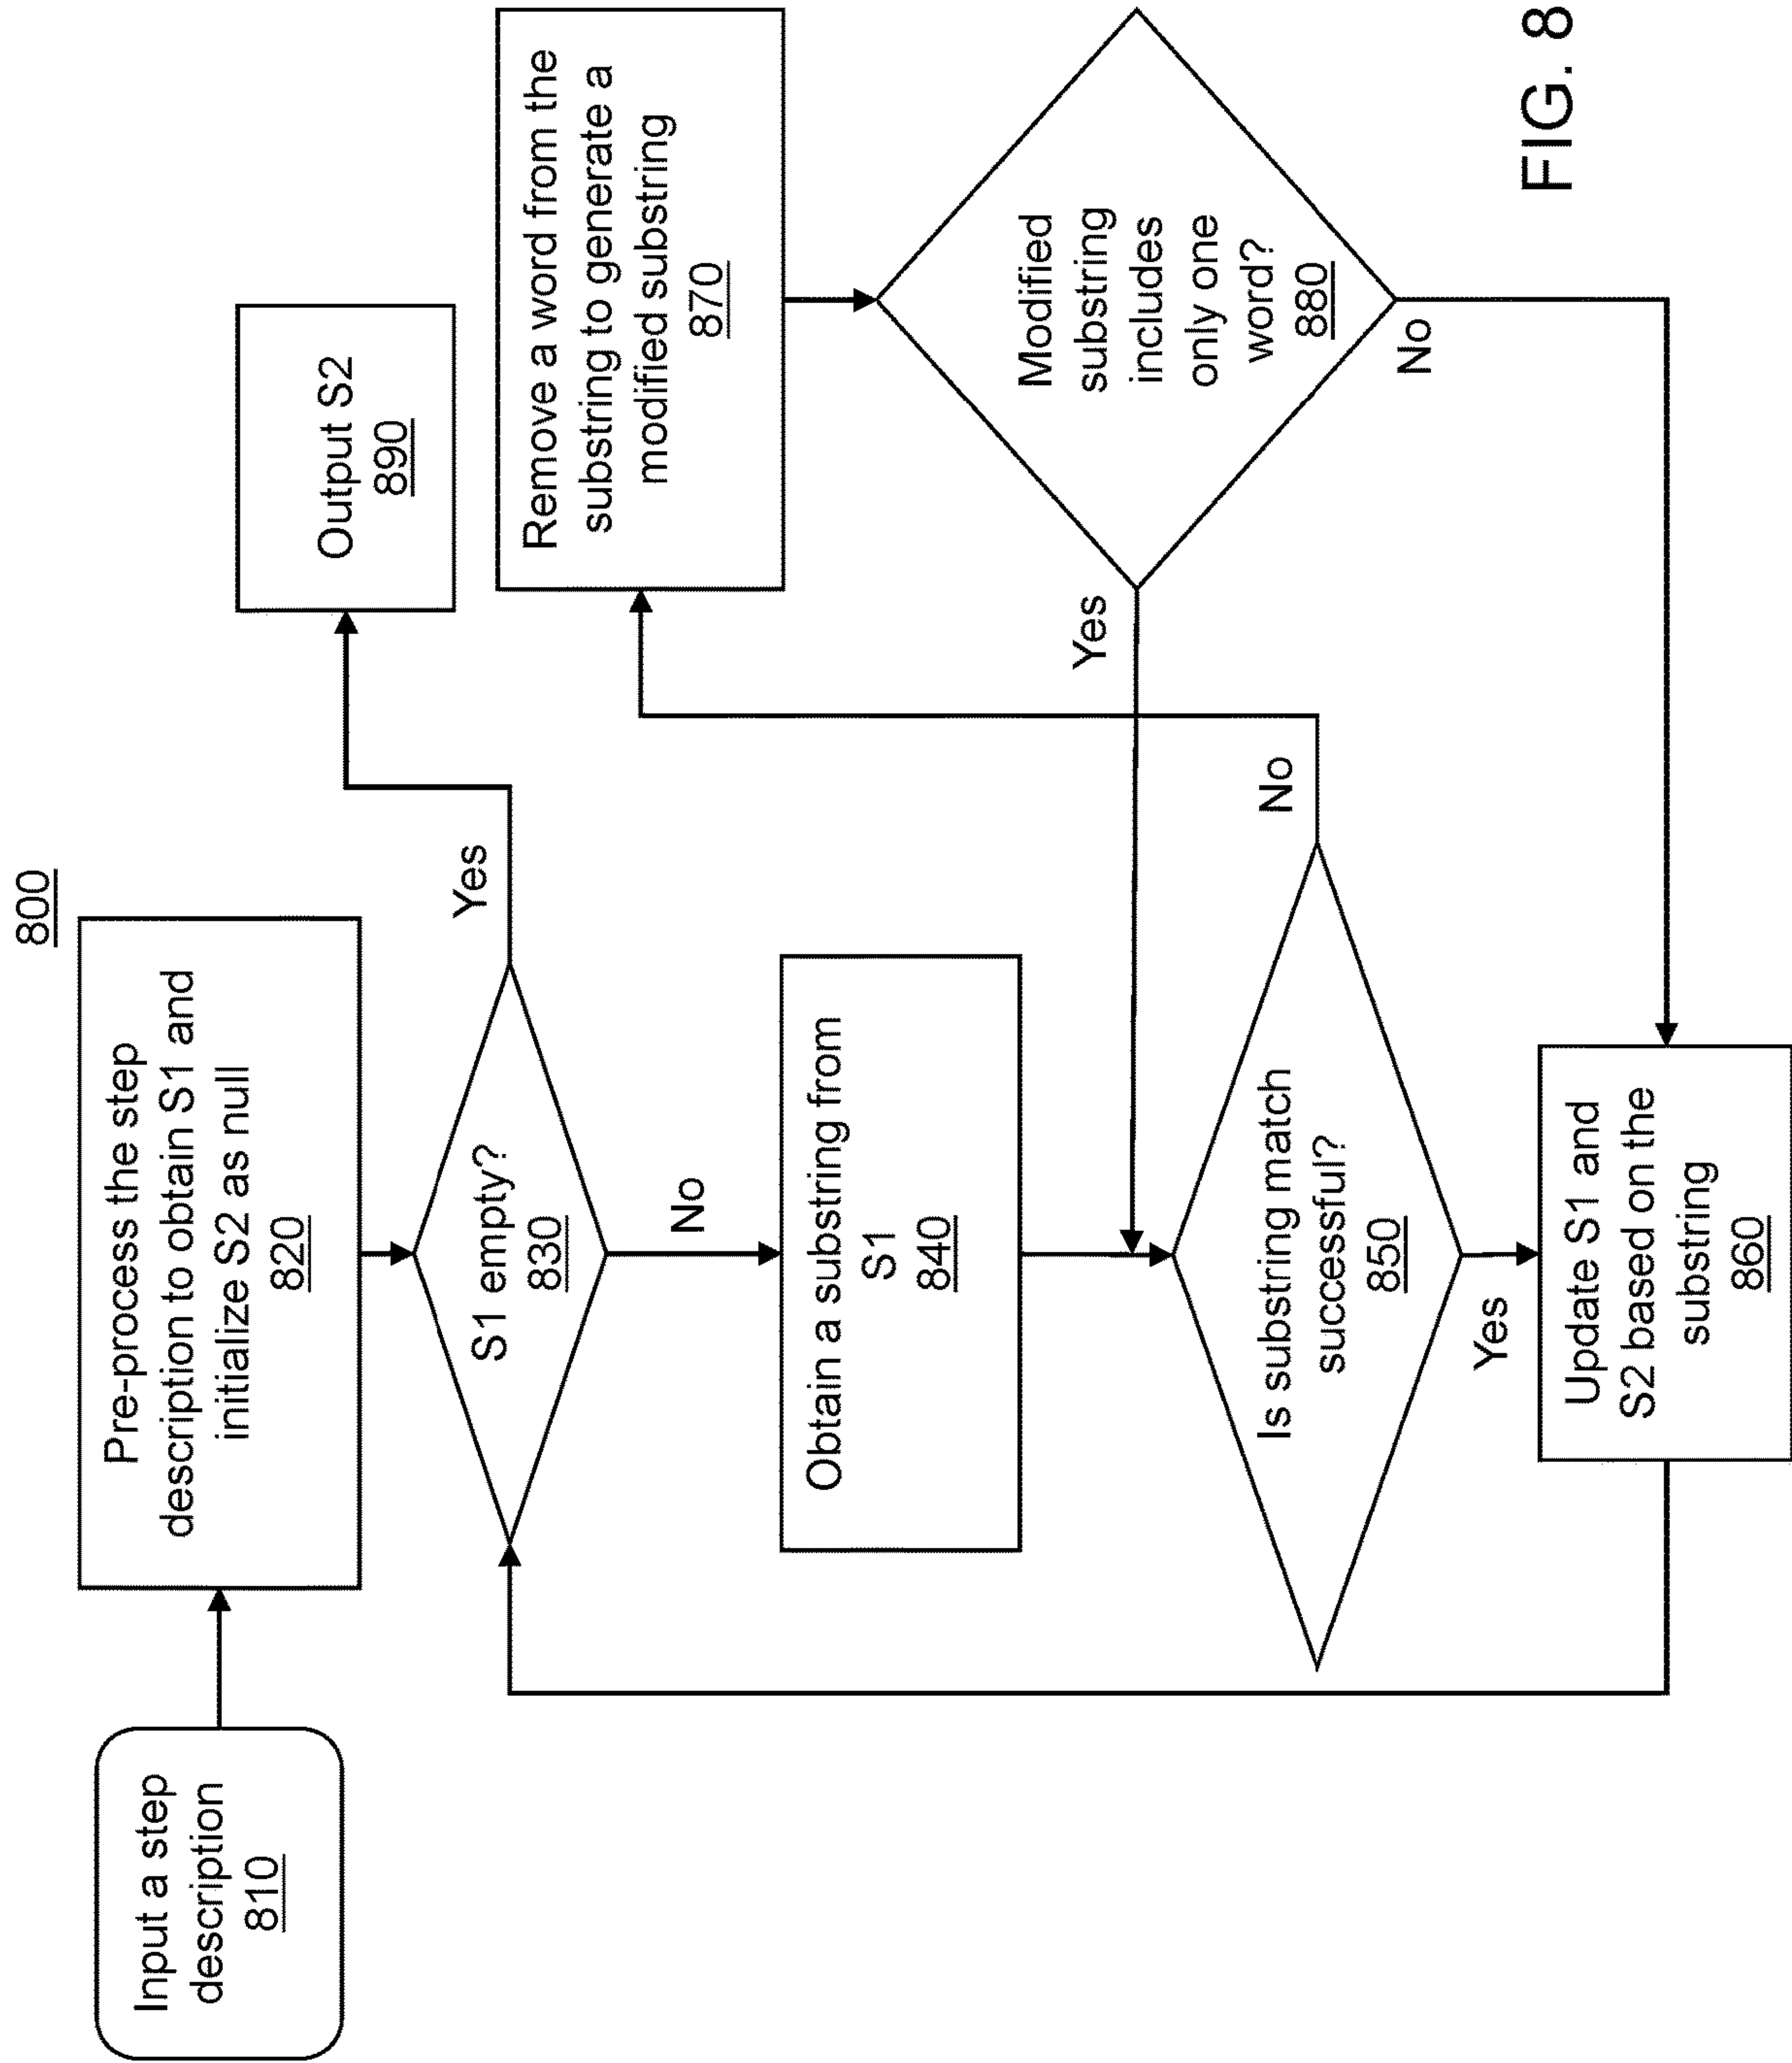 800
Input a step
description
810
Pre-process the step
description to obtain S1 and
initialize S2 as null
820
S1 empty?
830
Yes
No
Output S2
890
Obtain a substring from
S1
840
Is substring match
successful?
850
No
Yes
Update S1 and
S2 based on the
substring
860
Remove a word from the
substring to generate a
modified substring
870
Modified
substring
includes
only one
word?
880
Yes
No
FIG. 8